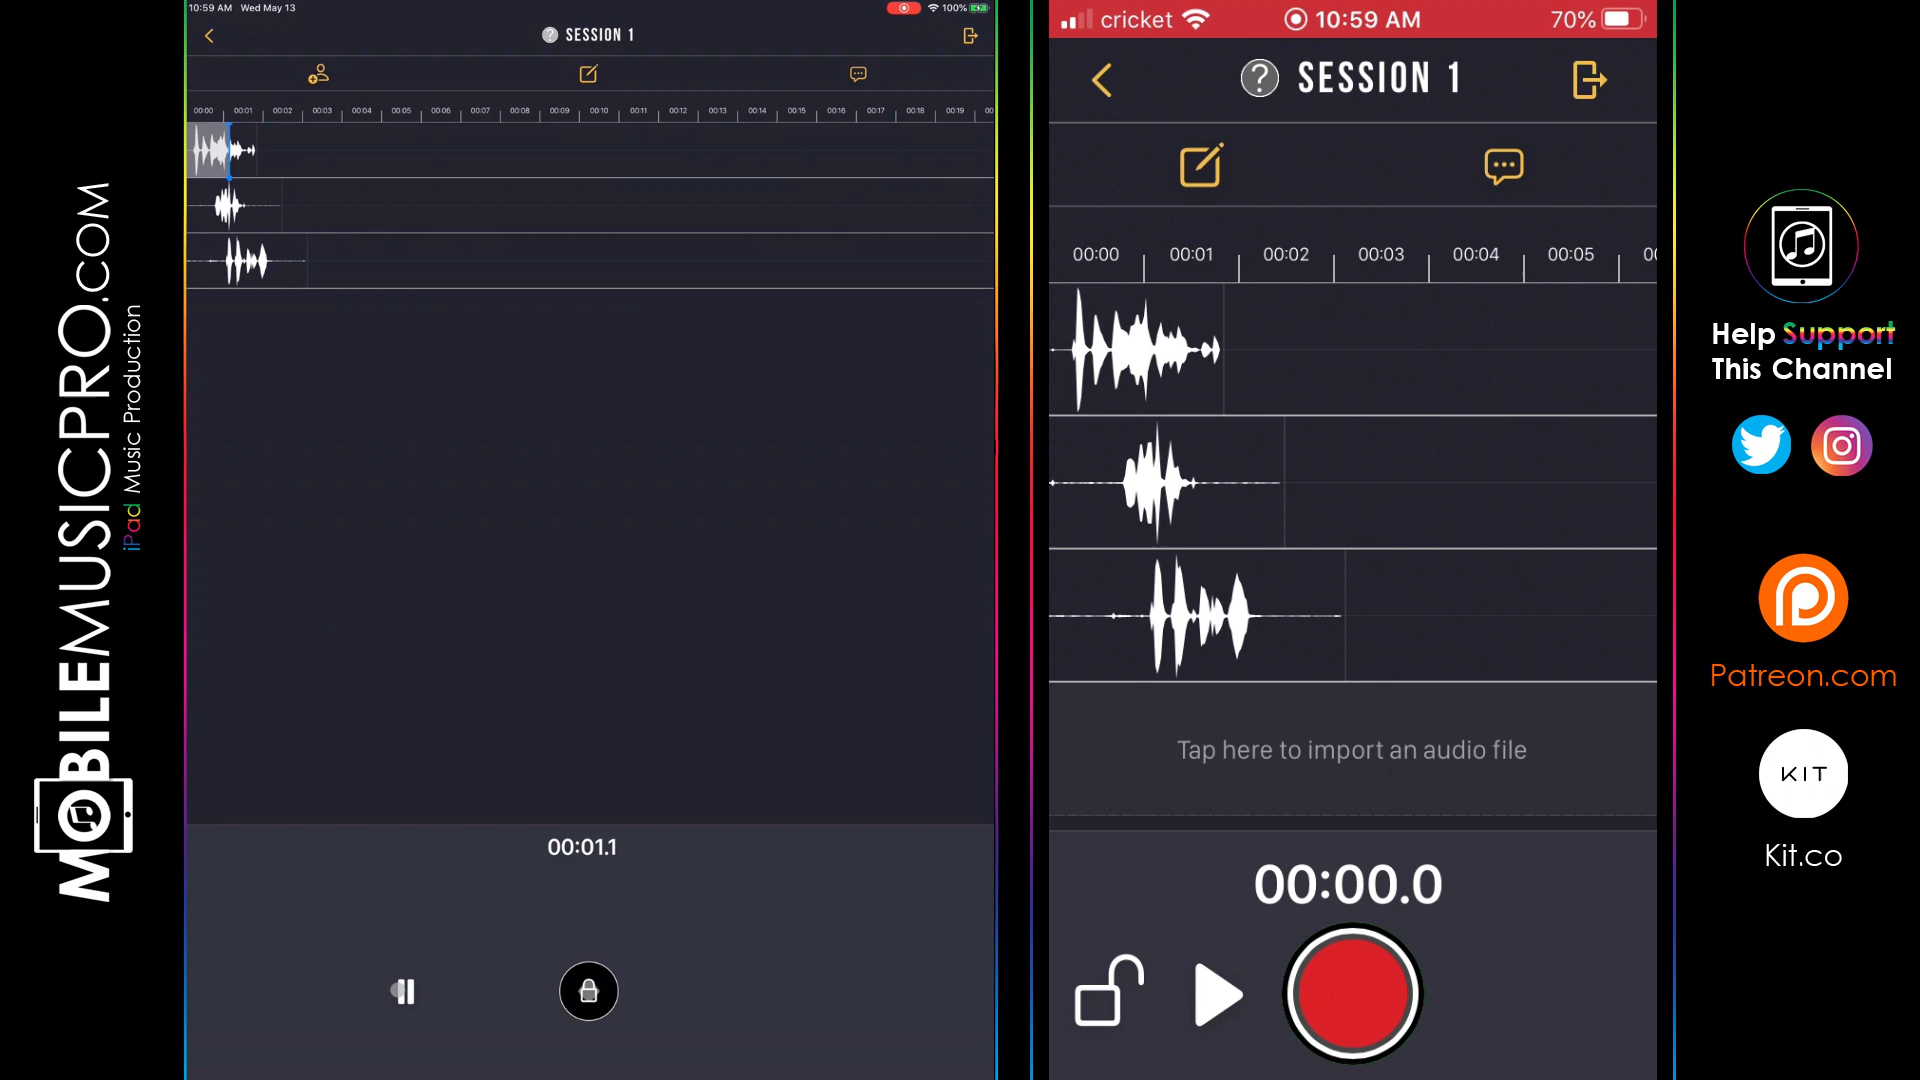 MOBILEMUSICPRO.COM
iPad Music Production
10:59 AM Wed May 13
100%
SESSION 1
00:00 00:01 00:02 00:03 00:04 00:05 00:06 00:07 00:08 00:09 00:10 00:11 00:12 00:13 00:14 00:15 00:16 00:17 00:18 00:19 00
00:01.1
cricket 10:59 AM 70%
? SESSION 1
00:00 00:01 00:02 00:03 00:04 00:05 00
Tap here to import an audio file
00:00.0
Help Support
This Channel
Patreon.com
KIT
Kit.co